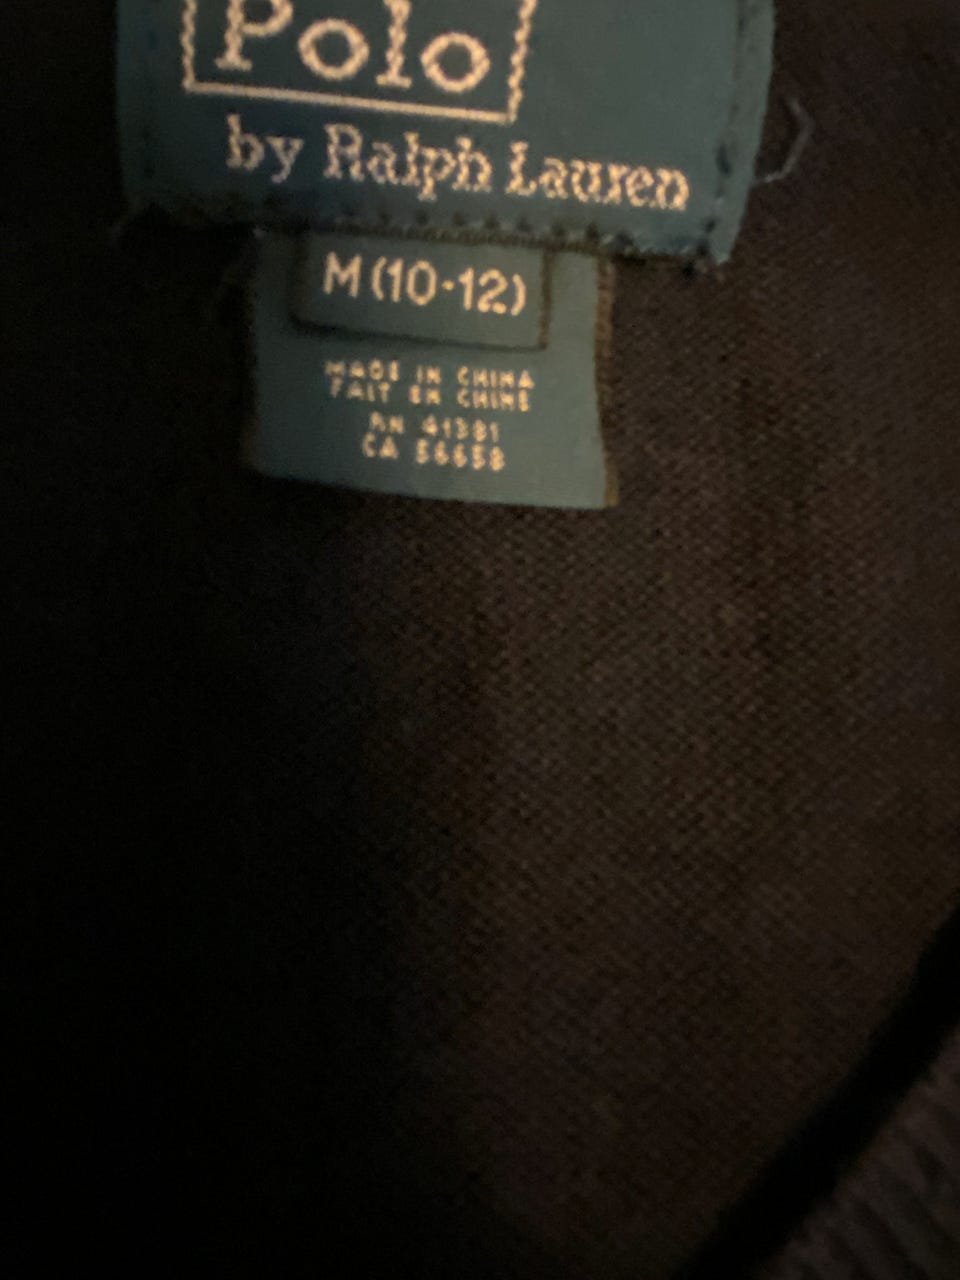 Polo
by Ralph Lauren
M (10-12)
MADE IN CHINA
FAIT EN CHINE
RN 41381
CA 56658